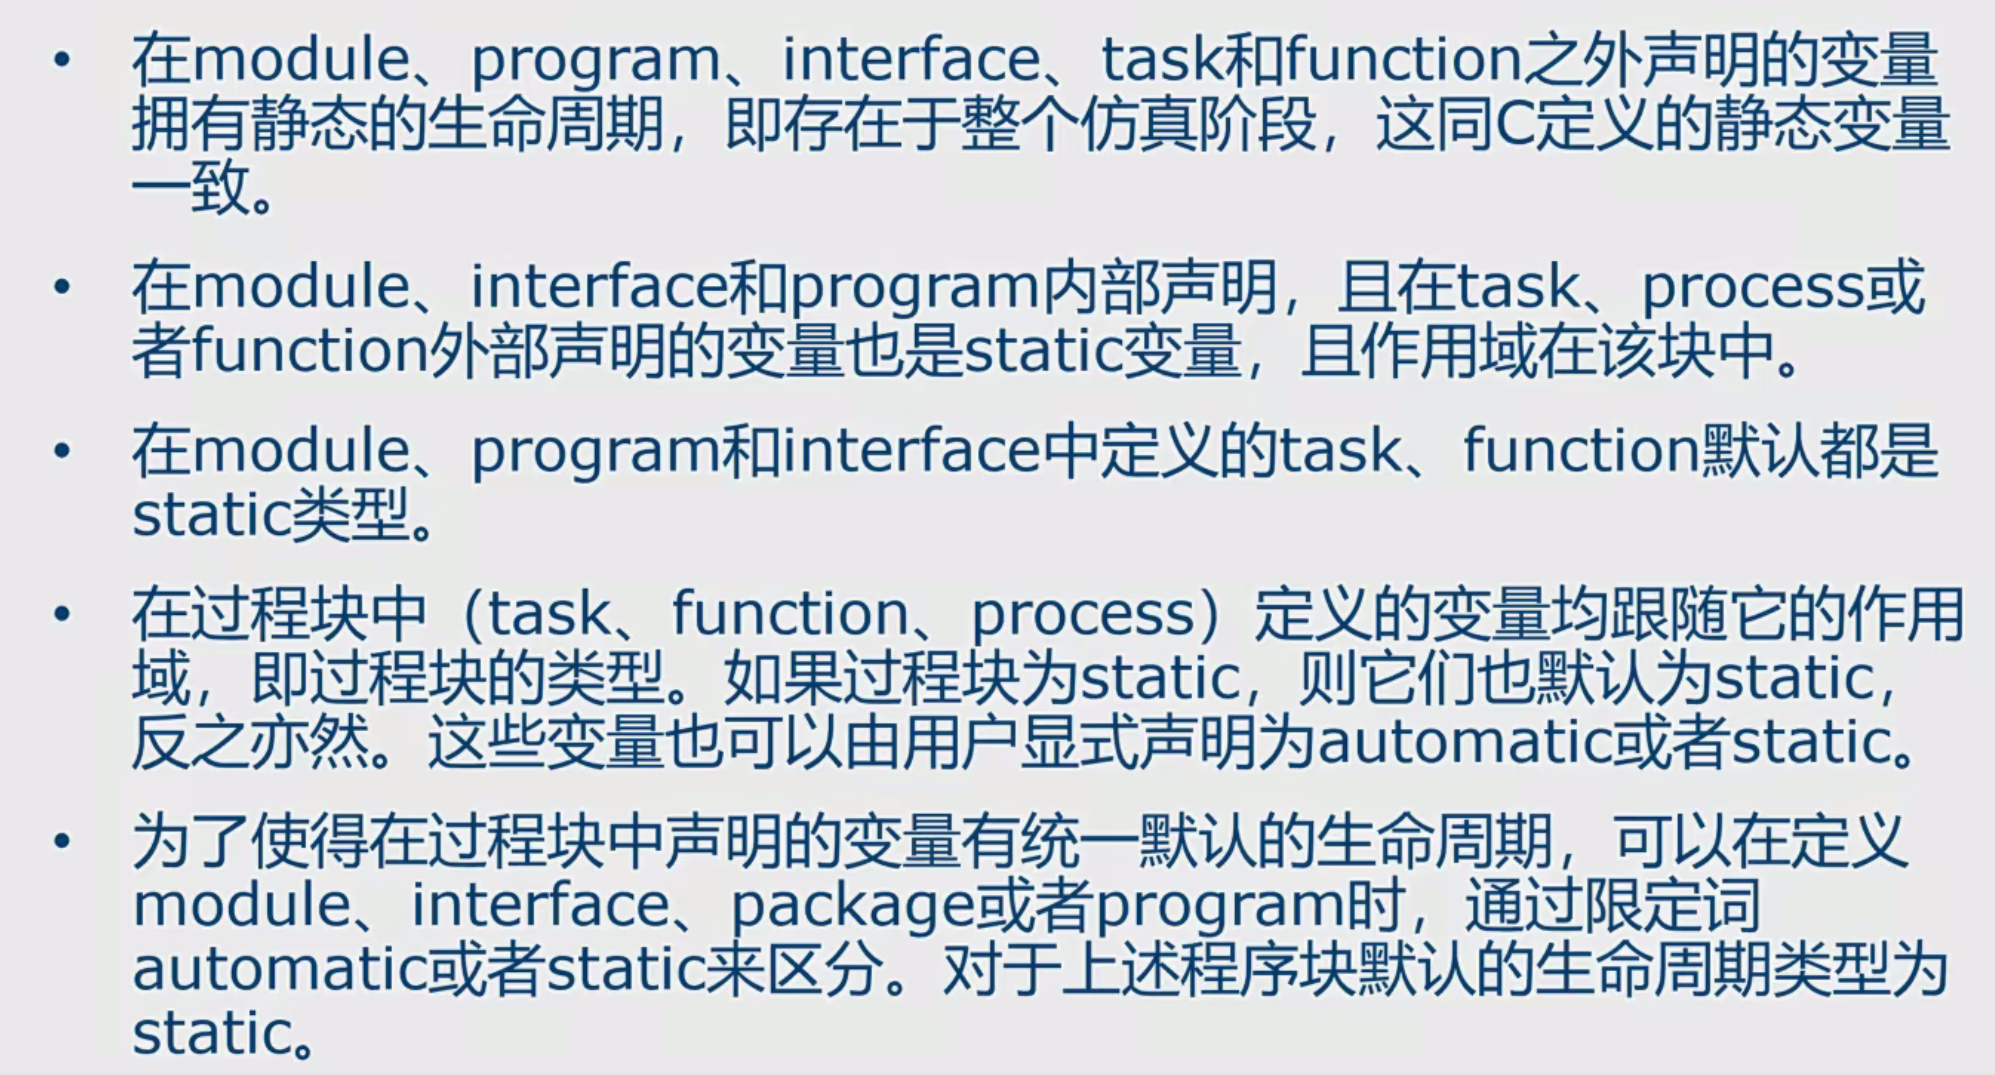 • 在module、program、interface、task和function之外声明的变量
拥有静态的生命周期，即存在于整个仿真阶段，这同C定义的静态变量
一致。
• 在module、interface和program内部声明，且在task、process或
者function外部声明的变量也是static变量，且作用域在该块中。
• 在module、program和interface中定义的task、function默认都是
static类型。
• 在过程块中（task、function、process）定义的变量均跟随它的作用
域，即过程块的类型。如果过程块为static，则它们也默认为static，
反之亦然。这些变量也可以由用户显式声明为automatic或者static。
• 为了使得在过程块中声明的变量有统一默认的生命周期，可以在定义
module、interface、package或者program时，通过限定词
automatic或者static来区分。对于上述程序块默认的生命周期类型为
static。